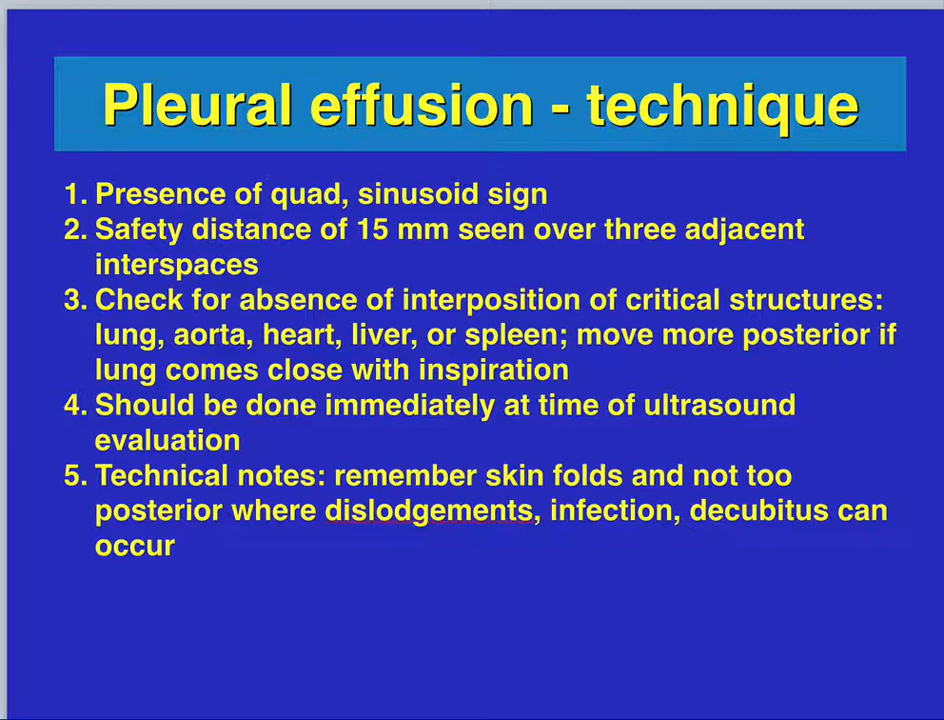 Pleural effusion - technique
1. Presence of quad, sinusoid sign
2. Safety distance of 15 mm seen over three adjacent
interspaces
3. Check for absence of interposition of critical structures:
lung, aorta, heart, liver, or spleen; move more posterior if
lung comes close with inspiration
4. Should be done immediately at time of ultrasound
evaluation
5. Technical notes: remember skin folds and not too
posterior where dislodgements, infection, decubitus can
occur